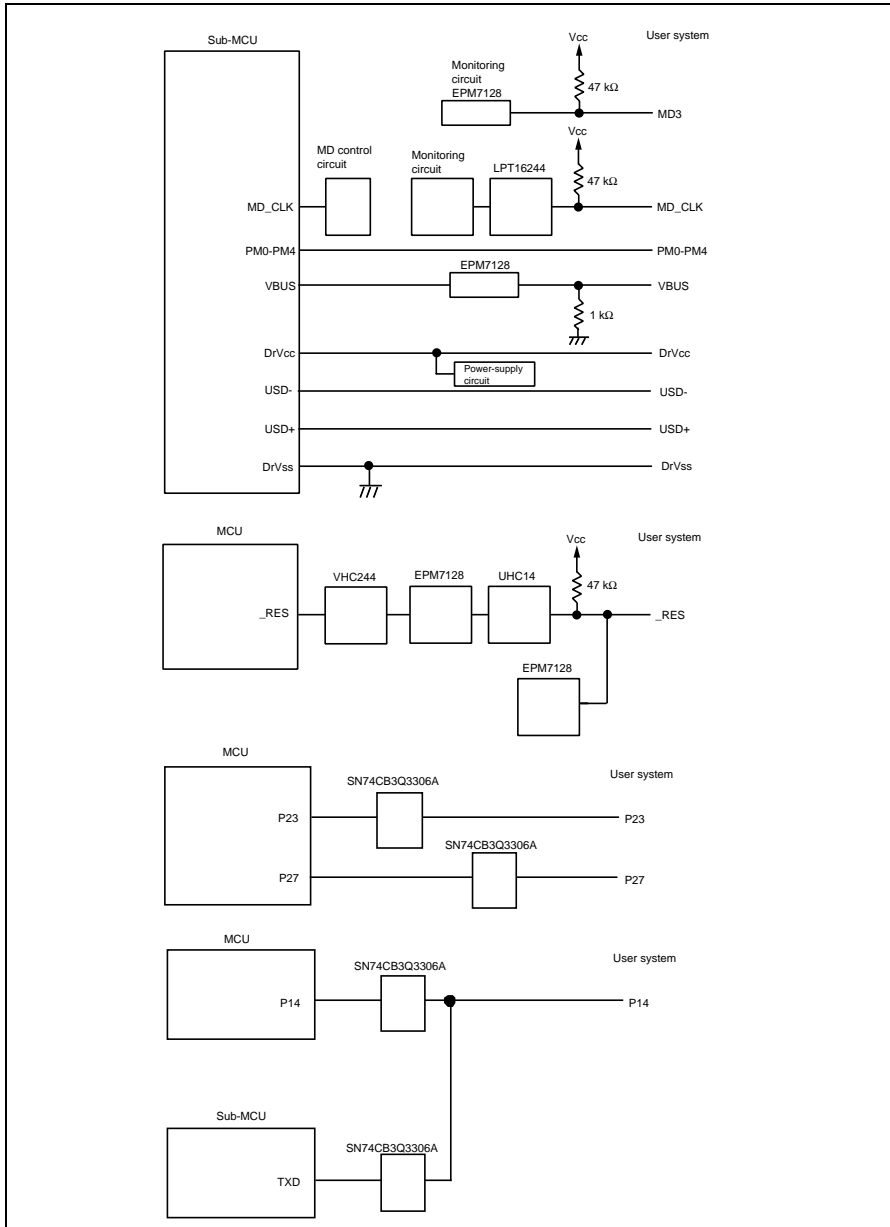 Sub-MCU
Vcc
User system
Monitoring
circuit
EPM7128
47 kΩ
MD3
Vcc
MD control
circuit
Monitoring
circuit
LPT16244
47 kΩ
MD_CLK
MD_CLK
PM0-PM4
PM0-PM4
EPM7128
VBUS
VBUS
1 kΩ
DrVcc
DrVcc
Power-supply
circuit
USD-
USD-
USD+
USD+
DrVss
DrVss
MCU
Vcc
User system
VHC244
EPM7128
UHC14
47 kΩ
_RES
_RES
EPM7128
MCU
User system
SN74CB3Q3306A
P23
P23
SN74CB3Q3306A
P27
P27
MCU
User system
SN74CB3Q3306A
P14
P14
Sub-MCU
SN74CB3Q3306A
TXD